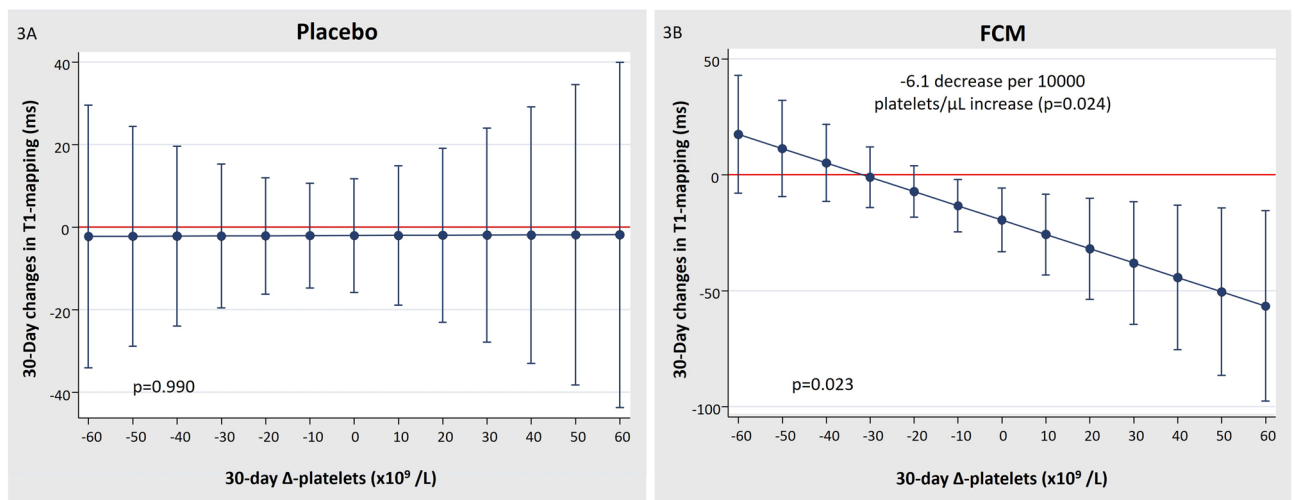 3A
Placebo
30-Day changes in T1-mapping (ms)
40
20
0
-20
-40
p=0.990
-60 -50 -40 -30 -20 -10 0 10 20 30 40 50 60
30-day Δ-platelets (x10⁹ /L)
3B
FCM
30-Day changes in T1-mapping (ms)
50
0
-50
-100
-6.1 decrease per 10000
platelets/µL increase (p=0.024)
p=0.023
-60 -50 -40 -30 -20 -10 0 10 20 30 40 50 60
30-day Δ-platelets (x10⁹ /L)